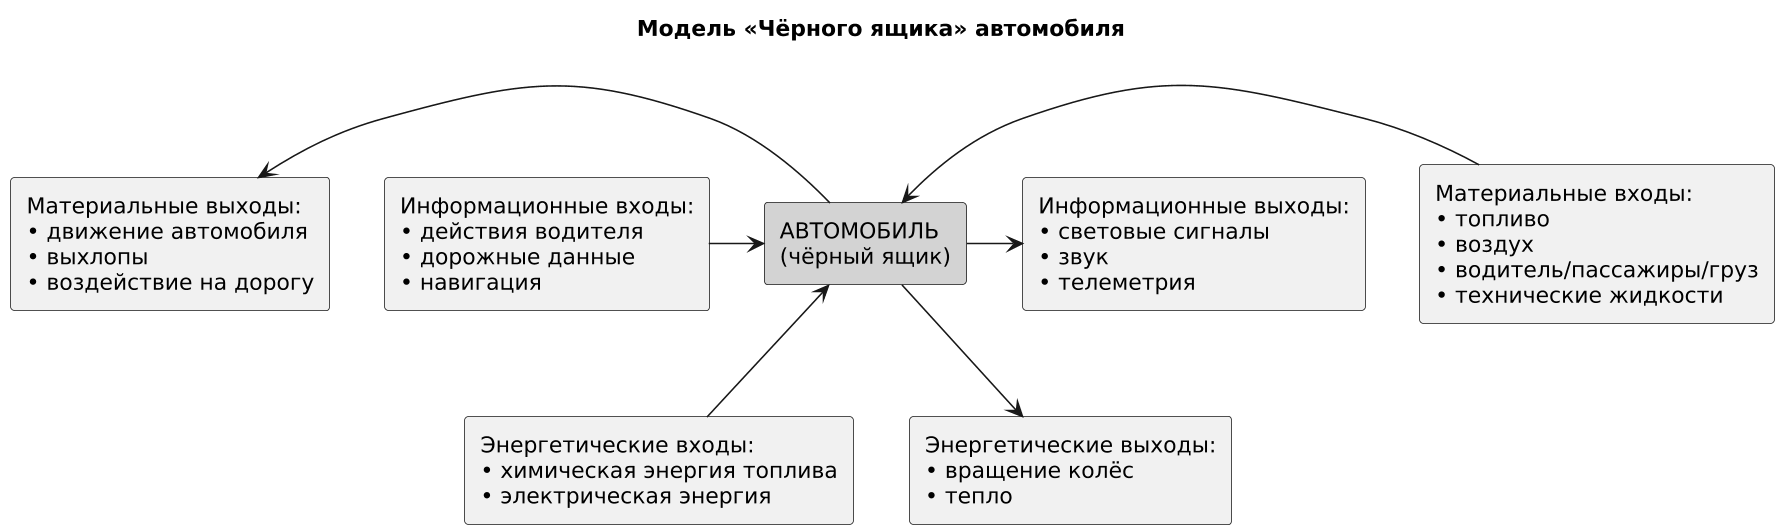 Модель «Чёрного ящика» автомобиля
Материальные выходы:
• движение автомобиля
• выхлопы
• воздействие на дорогу
Информационные входы:
• действия водителя
• дорожные данные
• навигация
АВТОМОБИЛЬ
(чёрный ящик)
Информационные выходы:
• световые сигналы
• звук
• телеметрия
Материальные входы:
• топливо
• воздух
• водитель/пассажиры/груз
• технические жидкости
Энергетические входы:
• химическая энергия топлива
• электрическая энергия
Энергетические выходы:
• вращение колёс
• тепло